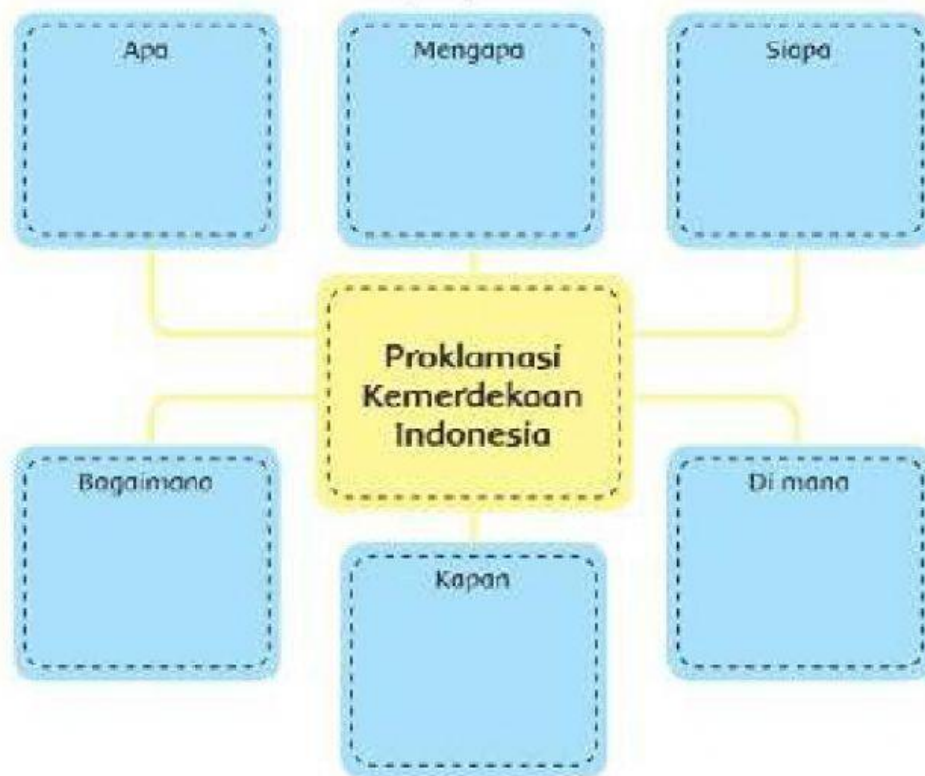 Apa
Mengapa
Siapa
Proklamasi
Kemerdekaan
Indonesia
Bagaimana
Di mana
Kapan